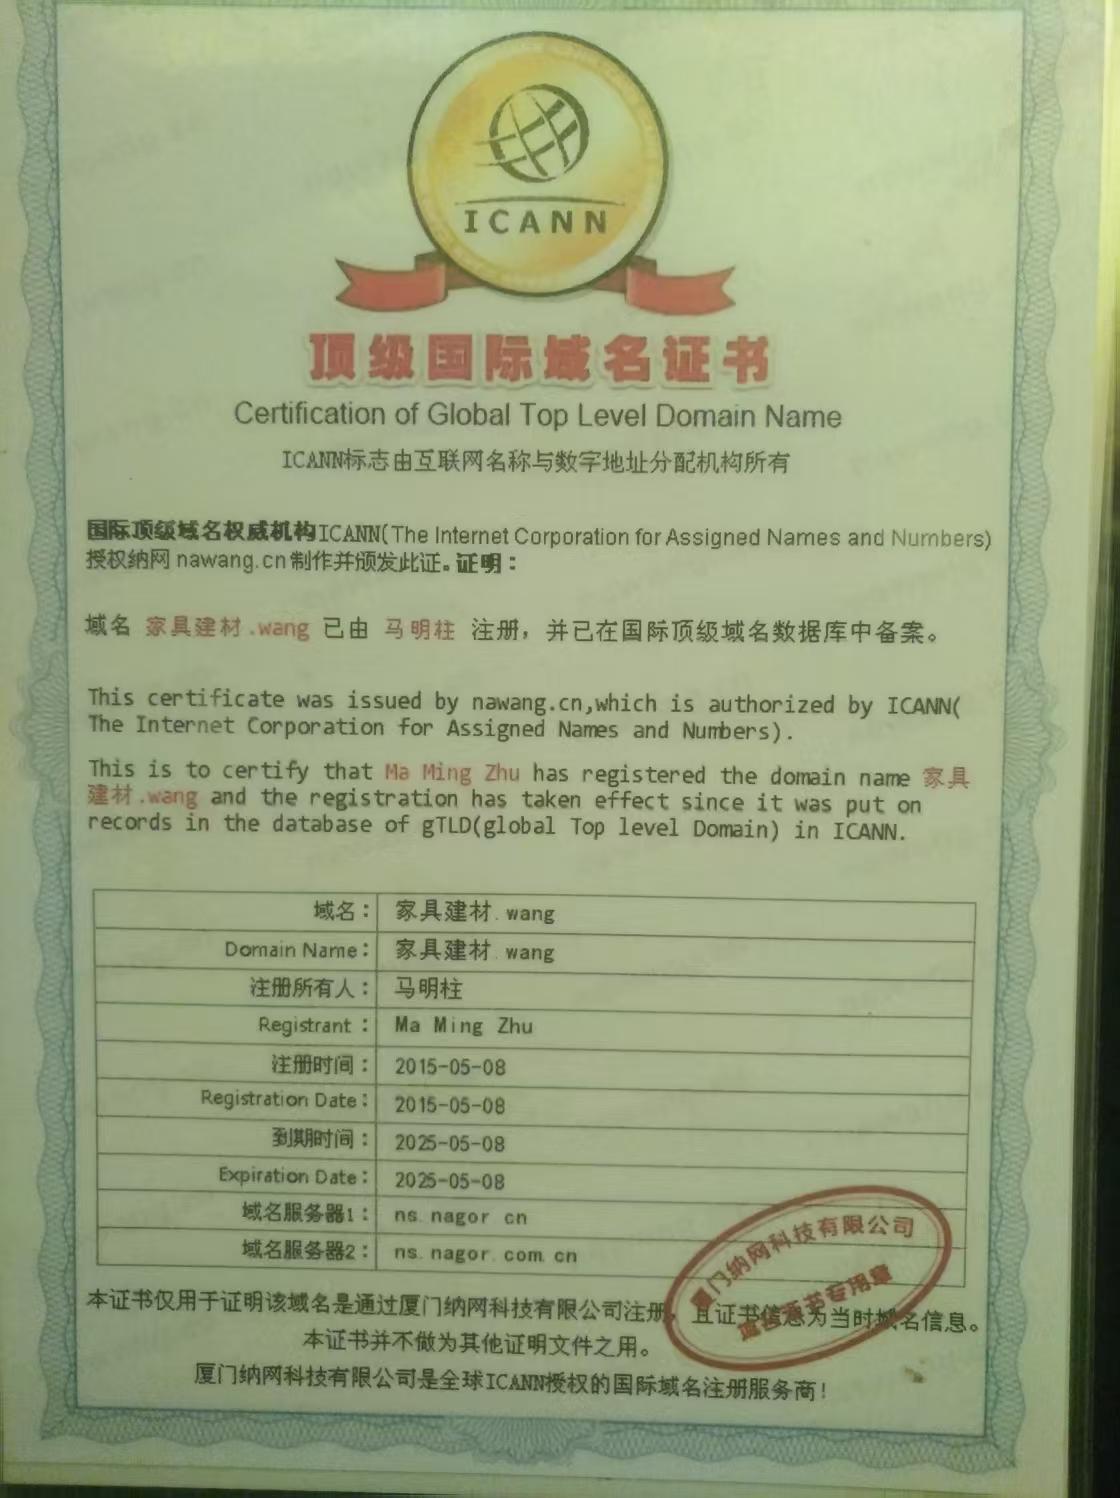 ICANN
顶级国际域名证书
Certification of Global Top Level Domain Name
ICANN标志由互联网名称与数字地址分配机构所有
国际顶级域名权威机构ICANN(The Internet Corporation for Assigned Names and Numbers)
授权纳网 nawang.cn 制作并颁发此证。证明：
域名 家具建材.wang 已由 马明柱 注册，并已在国际顶级域名数据库中备案。
This certificate was issued by nawang.cn,which is authorized by ICANN(
The Internet Corporation for Assigned Names and Numbers).
This is to certify that Ma Ming Zhu has registered the domain name 家具
建材.wang and the registration has taken effect since it was put on
records in the database of gTLD(global Top level Domain) in ICANN.
域名： 家具建材.wang
Domain Name： 家具建材.wang
注册所有人： 马明柱
Registrant： Ma Ming Zhu
注册时间： 2015-05-08
Registration Date： 2015-05-08
到期时间： 2025-05-08
Expiration Date： 2025-05-08
域名服务器1： ns.nagor.cn
域名服务器2： ns.nagor.com.cn
厦门纳网科技有限公司
域名证书专用章
本证书仅用于证明该域名是通过厦门纳网科技有限公司注册，且证书信息为当时域名信息。
本证书并不做为其他证明文件之用。
厦门纳网科技有限公司是全球ICANN授权的国际域名注册服务商！